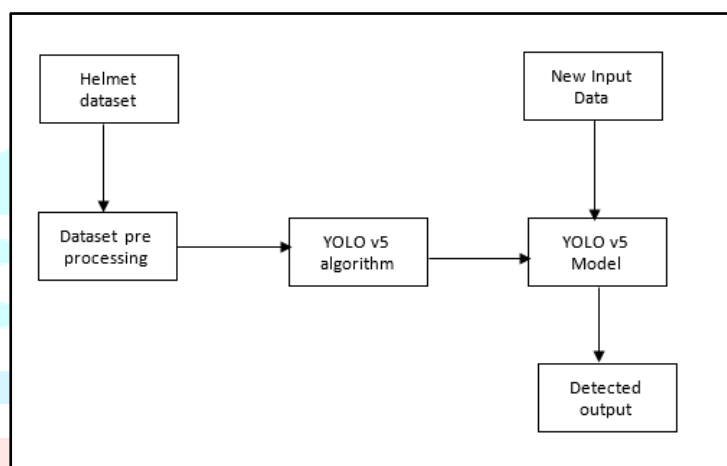 Helmet
dataset
New Input
Data
Dataset pre
processing
YOLO v5
algorithm
YOLO v5
Model
Detected
output